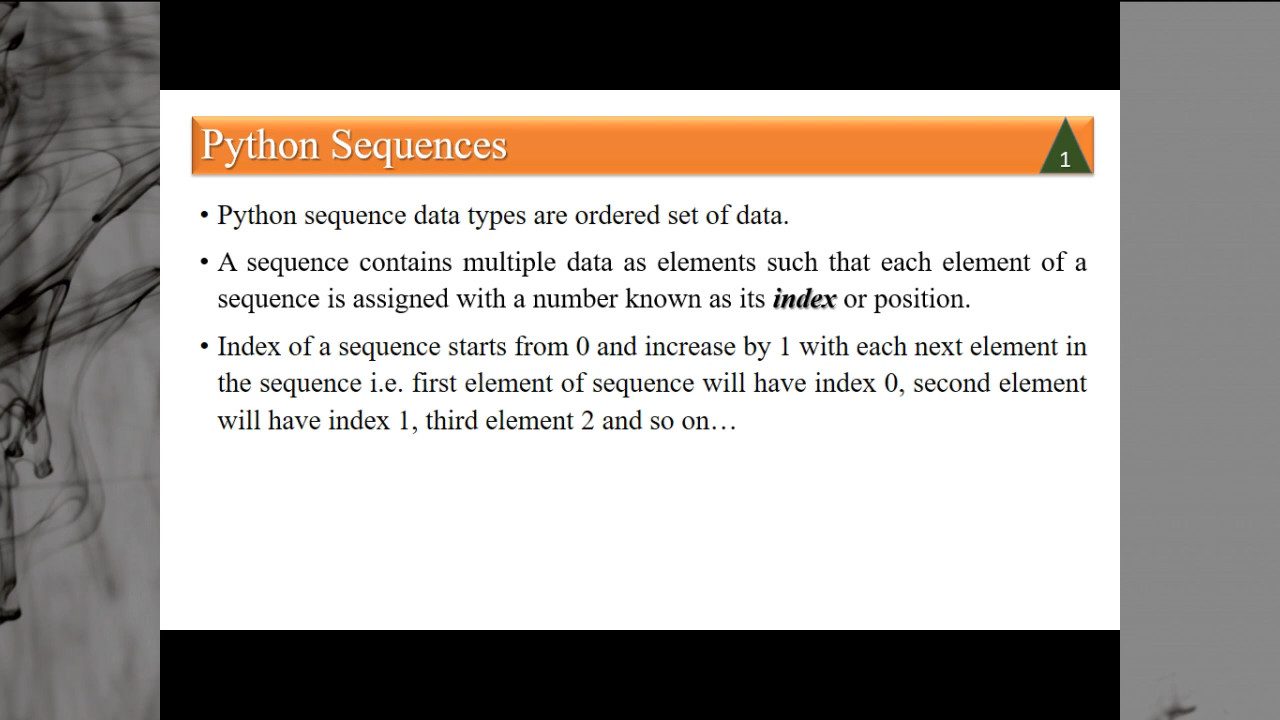 Python Sequences
1
• Python sequence data types are ordered set of data.
• A sequence contains multiple data as elements such that each element of a
sequence is assigned with a number known as its index or position.
• Index of a sequence starts from 0 and increase by 1 with each next element in
the sequence i.e. first element of sequence will have index 0, second element
will have index 1, third element 2 and so on…